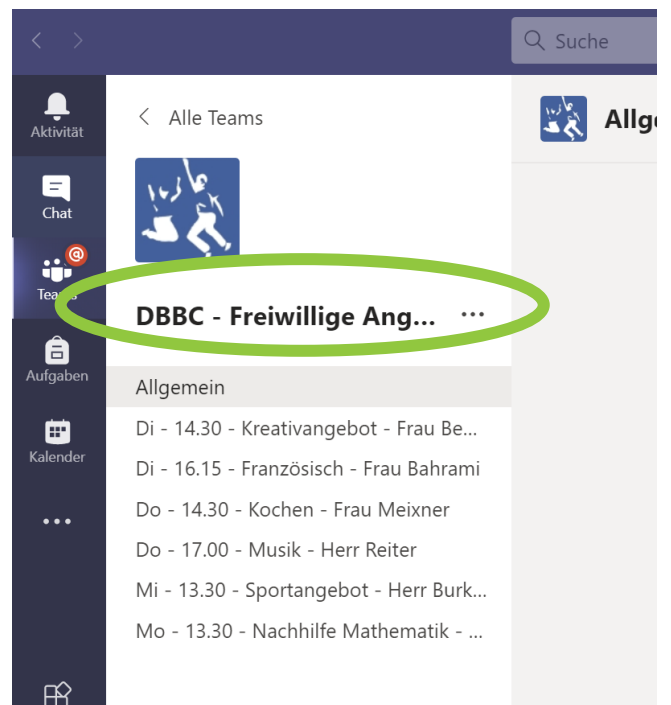 Suche
Aktivität
Chat
Teams
Aufgaben
Kalender
Alle Teams
DBBC - Freiwillige Ang...
Allgemein
Di - 14.30 - Kreativangebot - Frau Be...
Di - 16.15 - Französisch - Frau Bahrami
Do - 14.30 - Kochen - Frau Meixner
Do - 17.00 - Musik - Herr Reiter
Mi - 13.30 - Sportangebot - Herr Burk...
Mo - 13.30 - Nachhilfe Mathematik - ...